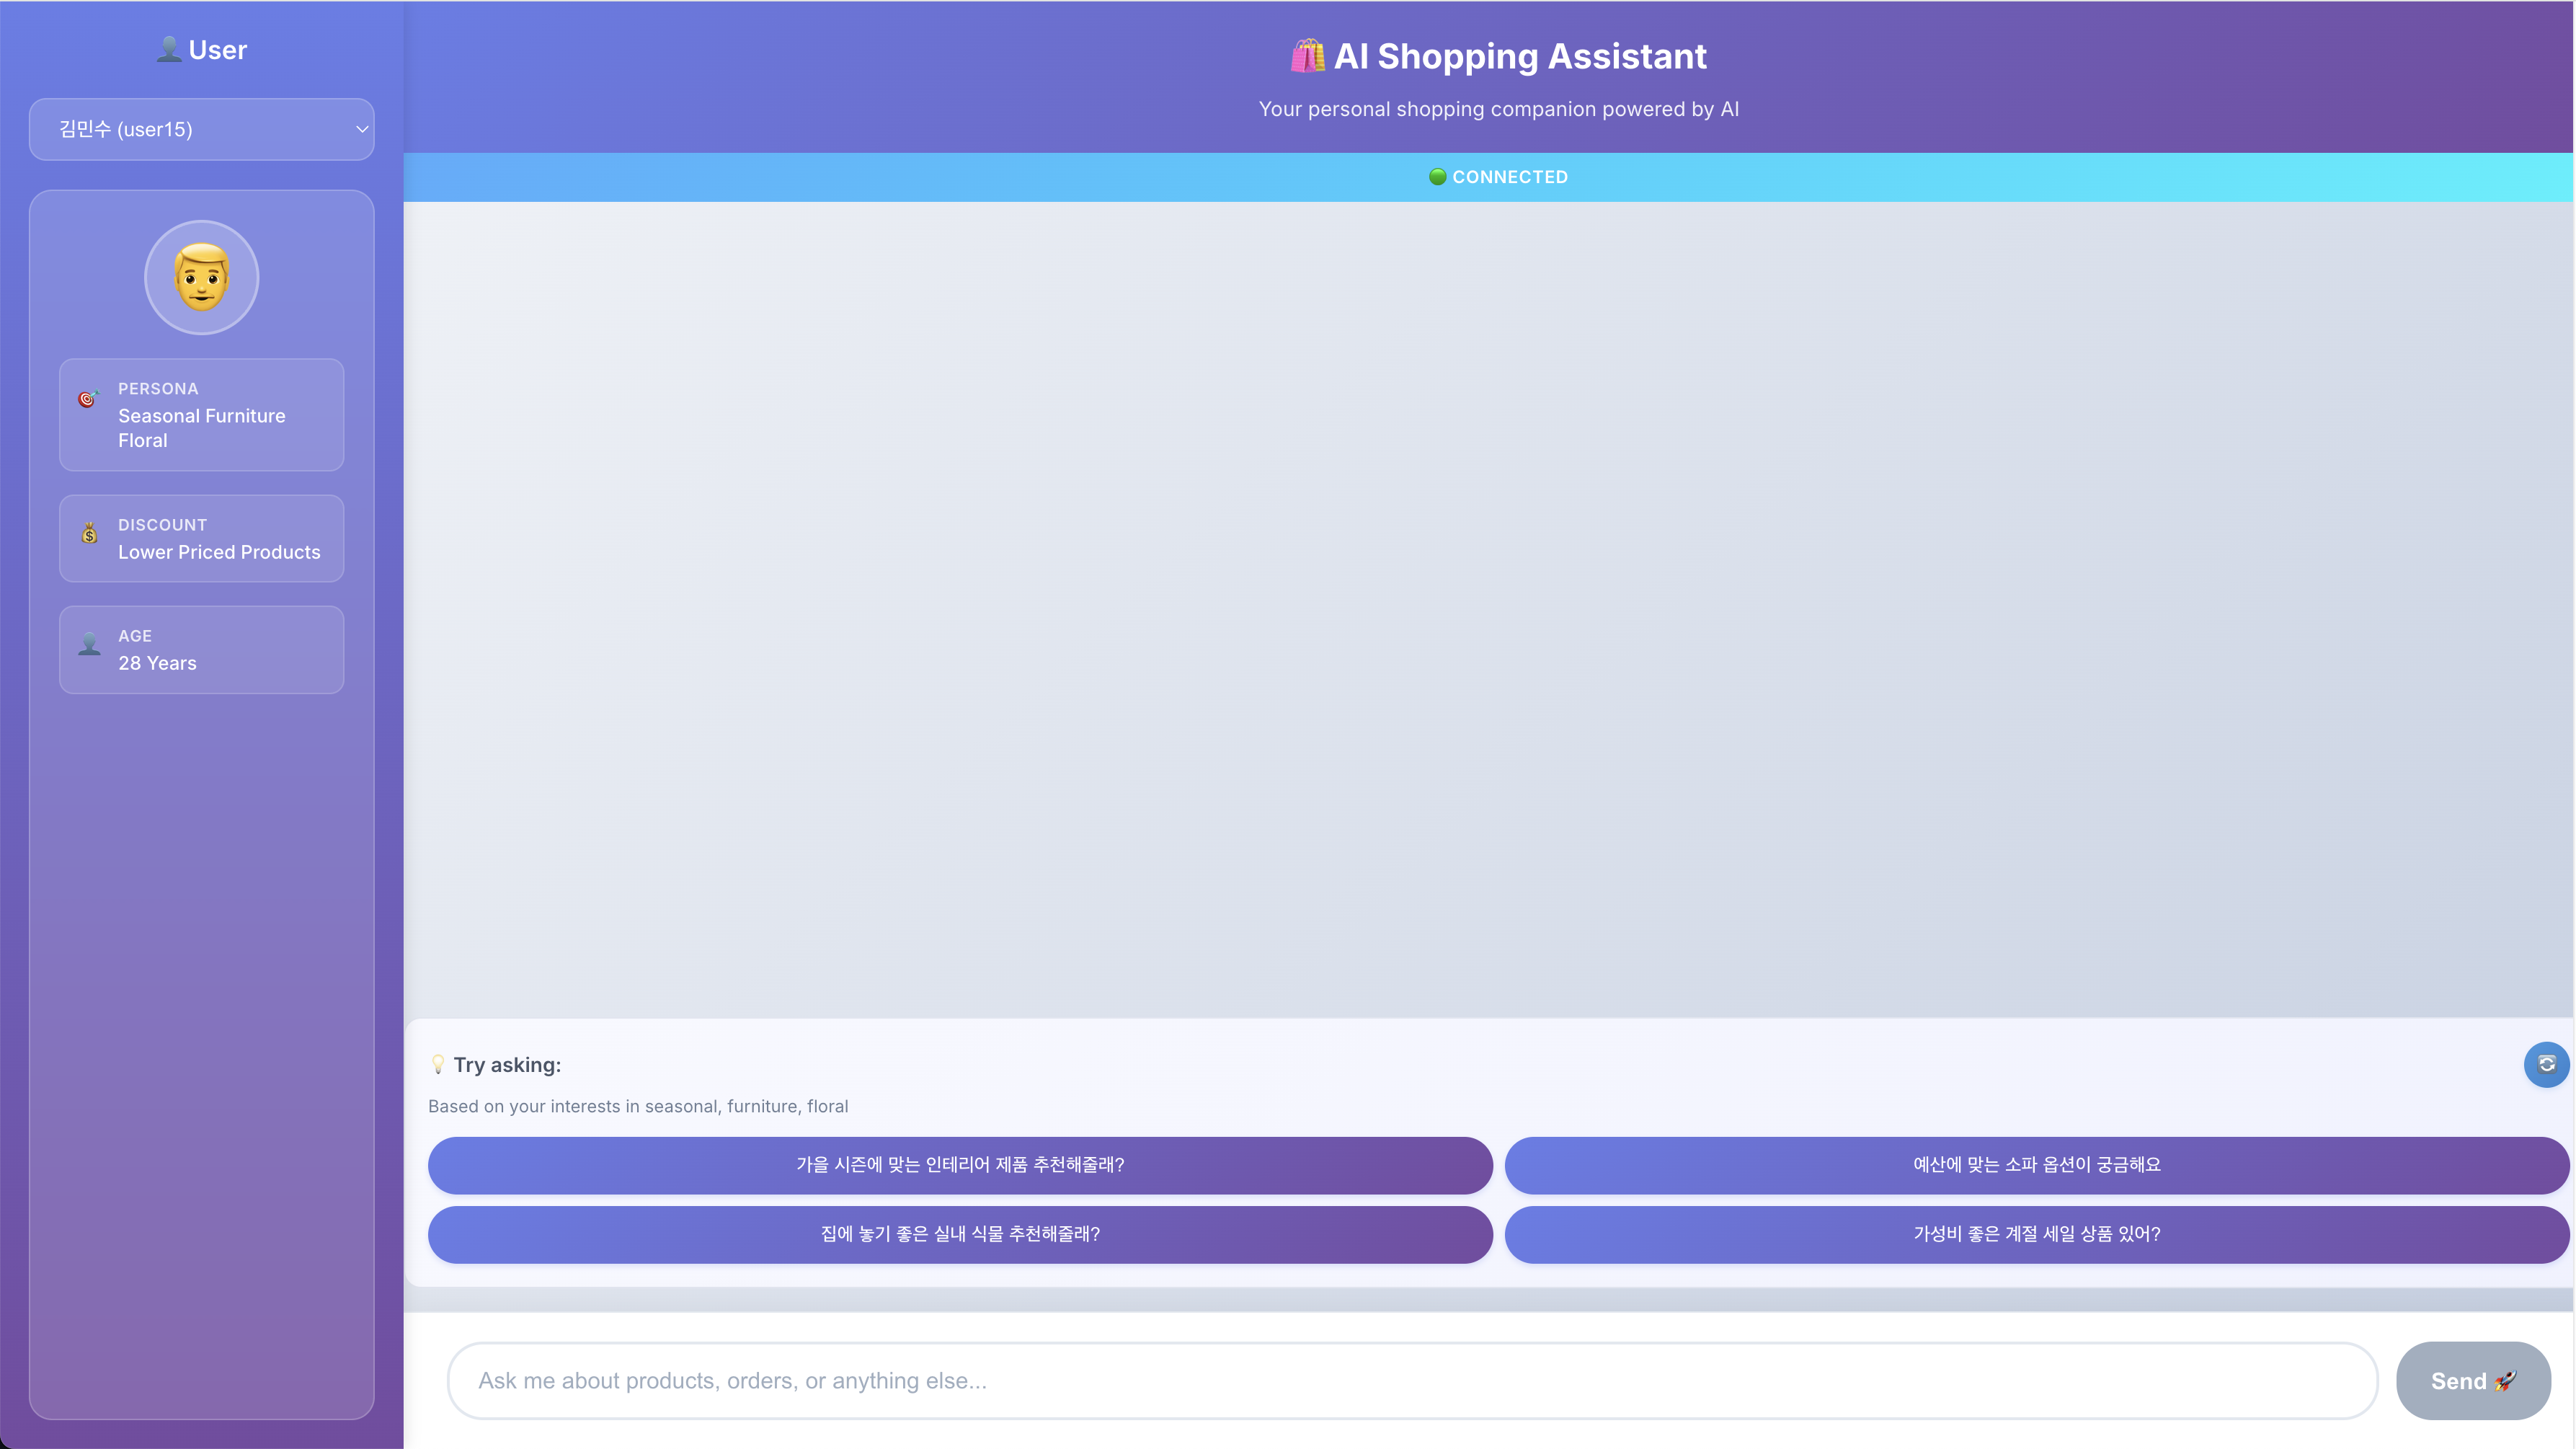 User
김민수 (user15)
PERSONA
Seasonal Furniture
Floral
DISCOUNT
Lower Priced Products
AGE
28 Years
AI Shopping Assistant
Your personal shopping companion powered by AI
CONNECTED
Try asking:
Based on your interests in seasonal, furniture, floral
가을 시즌에 맞는 인테리어 제품 추천해줄래?
예산에 맞는 소파 옵션이 궁금해요
집에 놓기 좋은 실내 식물 추천해줄래?
가성비 좋은 계절 세일 상품 있어?
Ask me about products, orders, or anything else...
Send